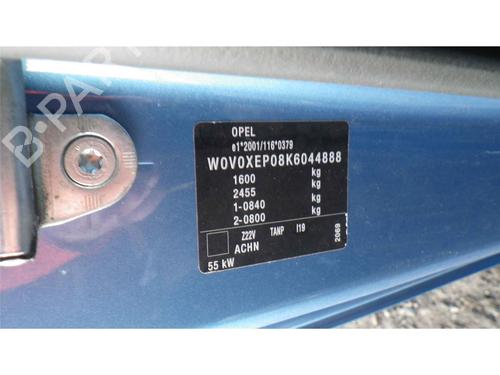 B-PARTS
OPEL
e1*2001/116*0379
W0V0XEP08K6044888
1600 kg
2455 kg
1-0840 kg
2-0800 kg
Z22V TANP I19
ACHN
2069
55 kW